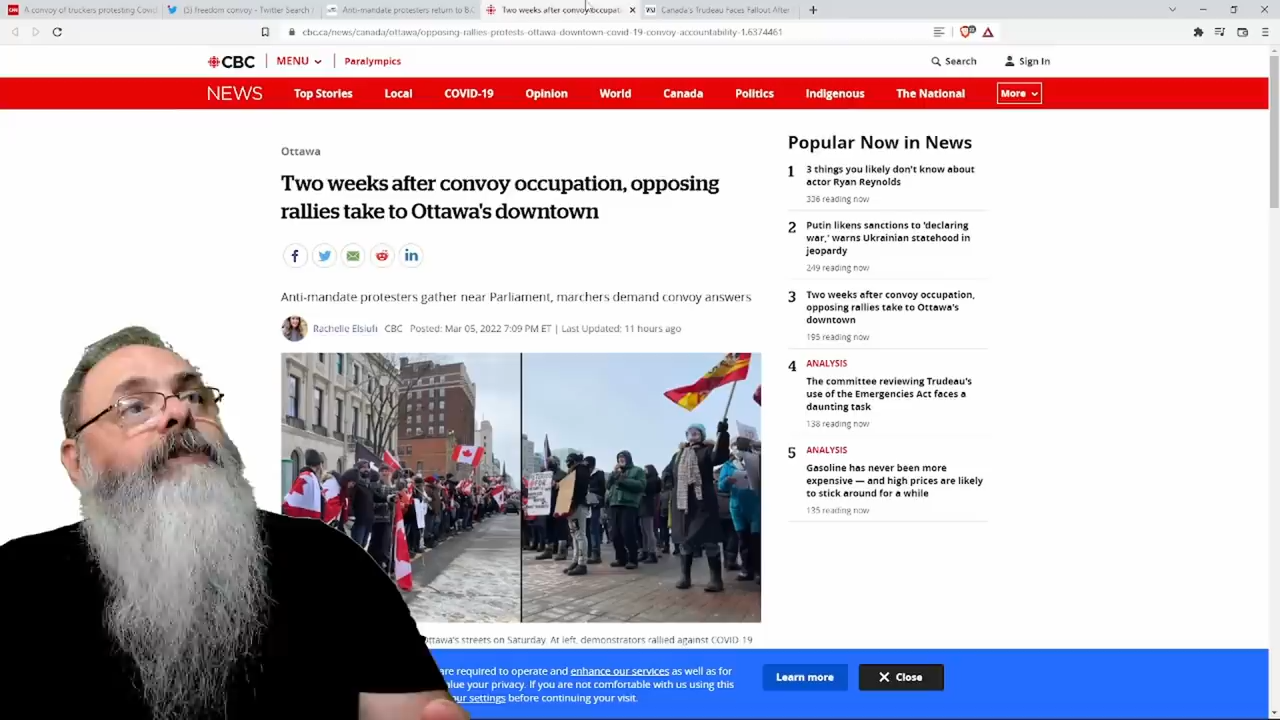 A convoy of truckers protesting Covid
(5) freedom convoy - Twitter Search
Anti-mandate protesters return to B.C
Two weeks after convoy occupat
Canada's Trudeau Faces Fallout After
cbc.ca/news/canada/ottawa/opposing-rallies-protests-ottawa-downtown-covid-19-convoy-accountability-1.6374461
CBC
MENU
Paralympics
Search
Sign In
NEWS
Top Stories
Local
COVID-19
Opinion
World
Canada
Politics
Indigenous
The National
More
Ottawa
Two weeks after convoy occupation, opposing
rallies take to Ottawa's downtown
Anti-mandate protesters gather near Parliament, marchers demand convoy answers
CBC Posted: Mar 05, 2022 7:09 PM ET | Last Updated: 11 hours ago
Ottawa's streets on Saturday. At left, demonstrators rallied against COVID-19
Popular Now in News
1
3 things you likely don't know about
actor Ryan Reynolds
336 reading now
2
Putin likens sanctions to 'declaring
war,' warns Ukrainian statehood in
jeopardy
249 reading now
3
Two weeks after convoy occupation,
opposing rallies take to Ottawa's
downtown
195 reading now
4
ANALYSIS
The committee reviewing Trudeau's
use of the Emergencies Act faces a
daunting task
138 reading now
5
ANALYSIS
Gasoline has never been more
expensive — and high prices are likely
to stick around for a while
135 reading now
are required to operate and enhance our services as well as for
value your privacy. If you are not comfortable with us using this
our settings before continuing your visit.
Learn more
Close